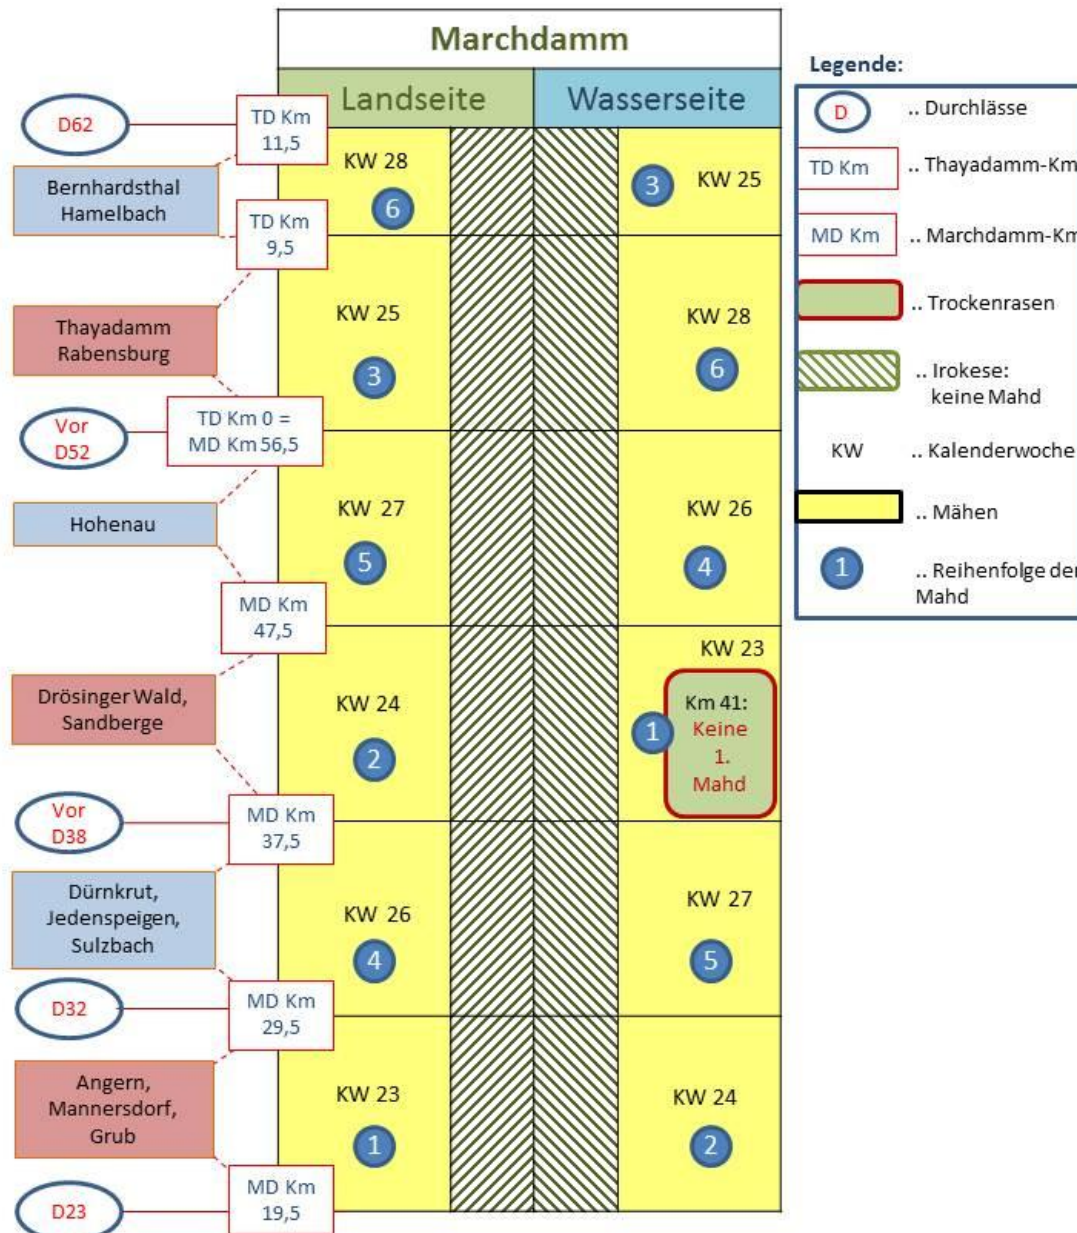 Marchdamm
Landseite
Wasserseite
D62
TD Km
11,5
KW 28
6
3
KW 25
Bernhardsthal
Hamelbach
TD Km
9,5
KW 25
3
KW 28
6
Thayadamm
Rabensburg
Vor
D52
TD Km 0 =
MD Km 56,5
KW 27
5
KW 26
4
Hohenau
MD Km
47,5
KW 24
2
KW 23
1
Km 41:
Keine
1.
Mahd
Drösinger Wald,
Sandberge
Vor
D38
MD Km
37,5
KW 26
4
KW 27
5
Dürnkrut,
Jedenspeigen,
Sulzbach
D32
MD Km
29,5
KW 23
1
KW 24
2
Angern,
Mannersdorf,
Grub
D23
MD Km
19,5
Legende:
D .. Durchlässe
TD Km .. Thayadamm-Km
MD Km .. Marchdamm-Km
.. Trockenrasen
.. Irokese:
keine Mahd
KW .. Kalenderwoche
.. Mähen
1 .. Reihenfolge der
Mahd